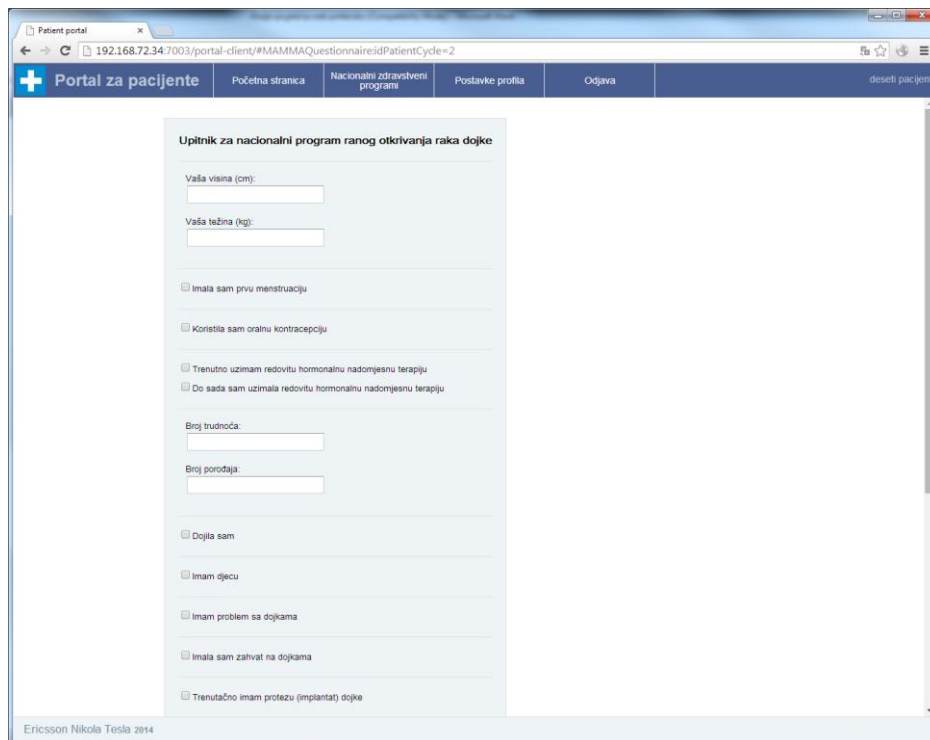 Patient portal
192.168.72.34:7003/portal-client/#MAMMAQuestionnaire:idPatientCycle=2
Portal za pacijente
Početna stranica
Nacionalni zdravstveni
programi
Postavke profila
Odjava
deseti pacijent
Upitnik za nacionalni program ranog otkrivanja raka dojke
Vaša visina (cm):
Vaša težina (kg):
Imala sam prvu menstruaciju
Koristila sam oralnu kontracepciju
Trenutno uzimam redovitu hormonalnu nadomjesnu terapiju
Do sada sam uzimala redovitu hormonalnu nadomjesnu terapiju
Broj trudnoća:
Broj porođaja:
Dojila sam
Imam djecu
Imam problem sa dojkama
Imala sam zahvat na dojkama
Trenutačno imam protezu (implantat) dojke
Ericsson Nikola Tesla 2014